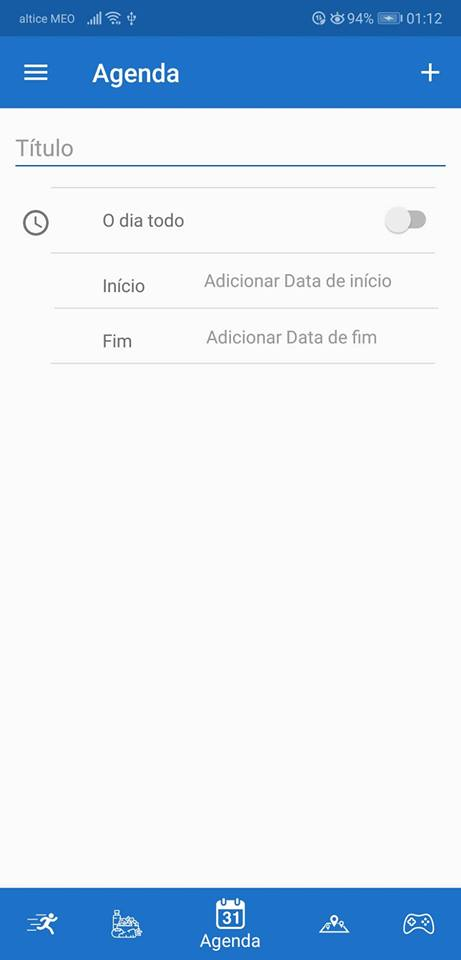 altice MEO 94% 01:12
Agenda
Título
O dia todo
Início Adicionar Data de início
Fim Adicionar Data de fim
31
Agenda